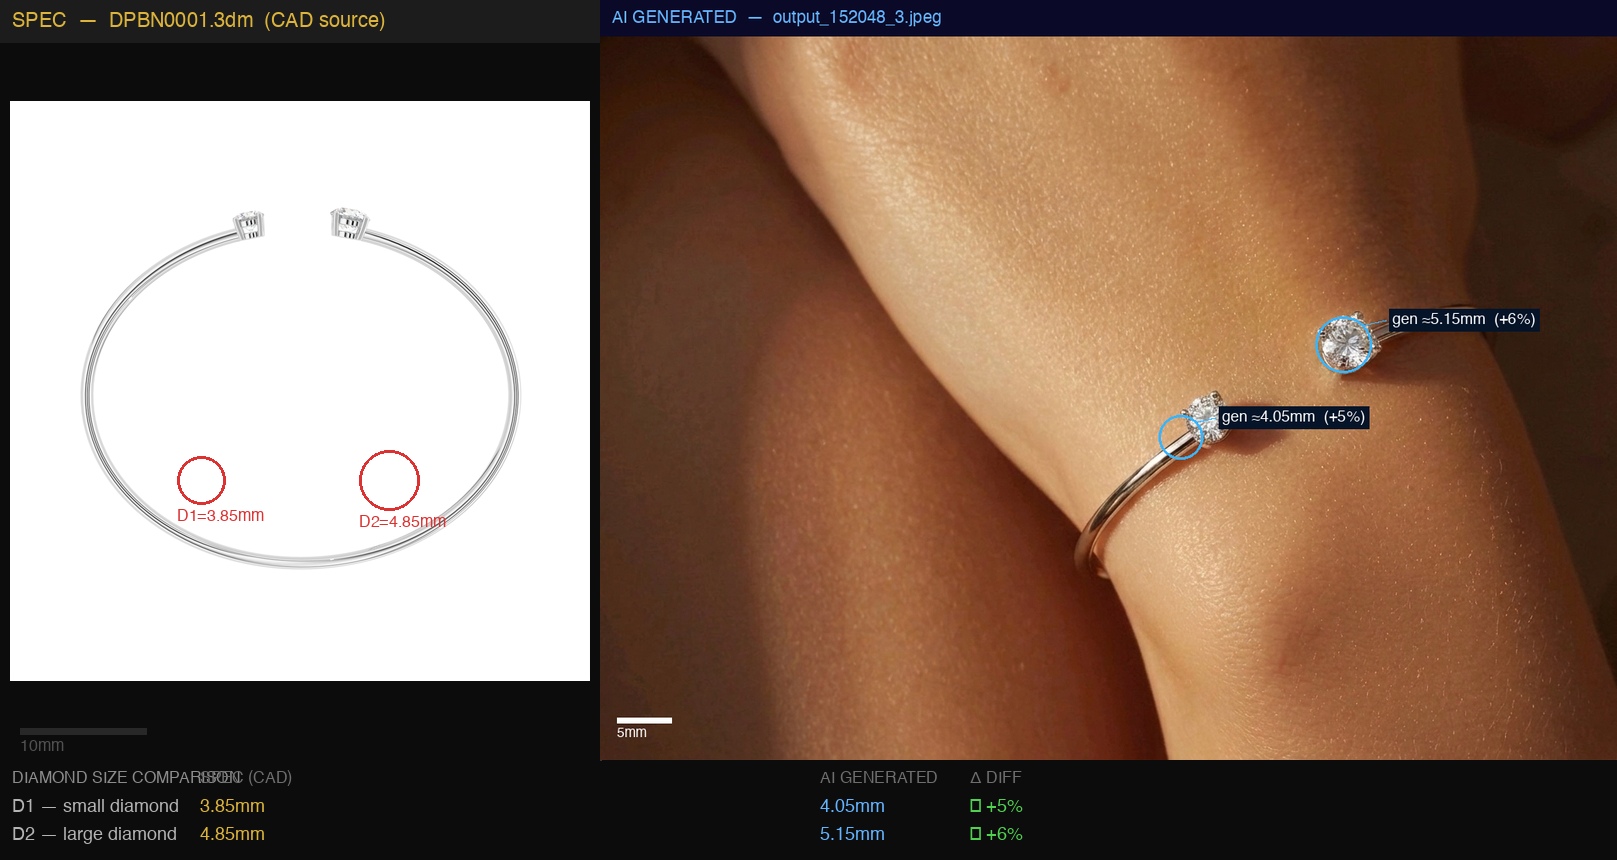 SPEC — DPBN0001.3dm (CAD source)
AI GENERATED — output_152048_3.jpeg
gen ≈5.15mm (+6%)
gen ≈4.05mm (+5%)
D1=3.85mm
D2=4.85mm
5mm
10mm
DIAMOND SIZE COMPARISON SPEC (CAD) AI GENERATED Δ DIFF
D1 — small diamond 3.85mm 4.05mm +5%
D2 — large diamond 4.85mm 5.15mm +6%